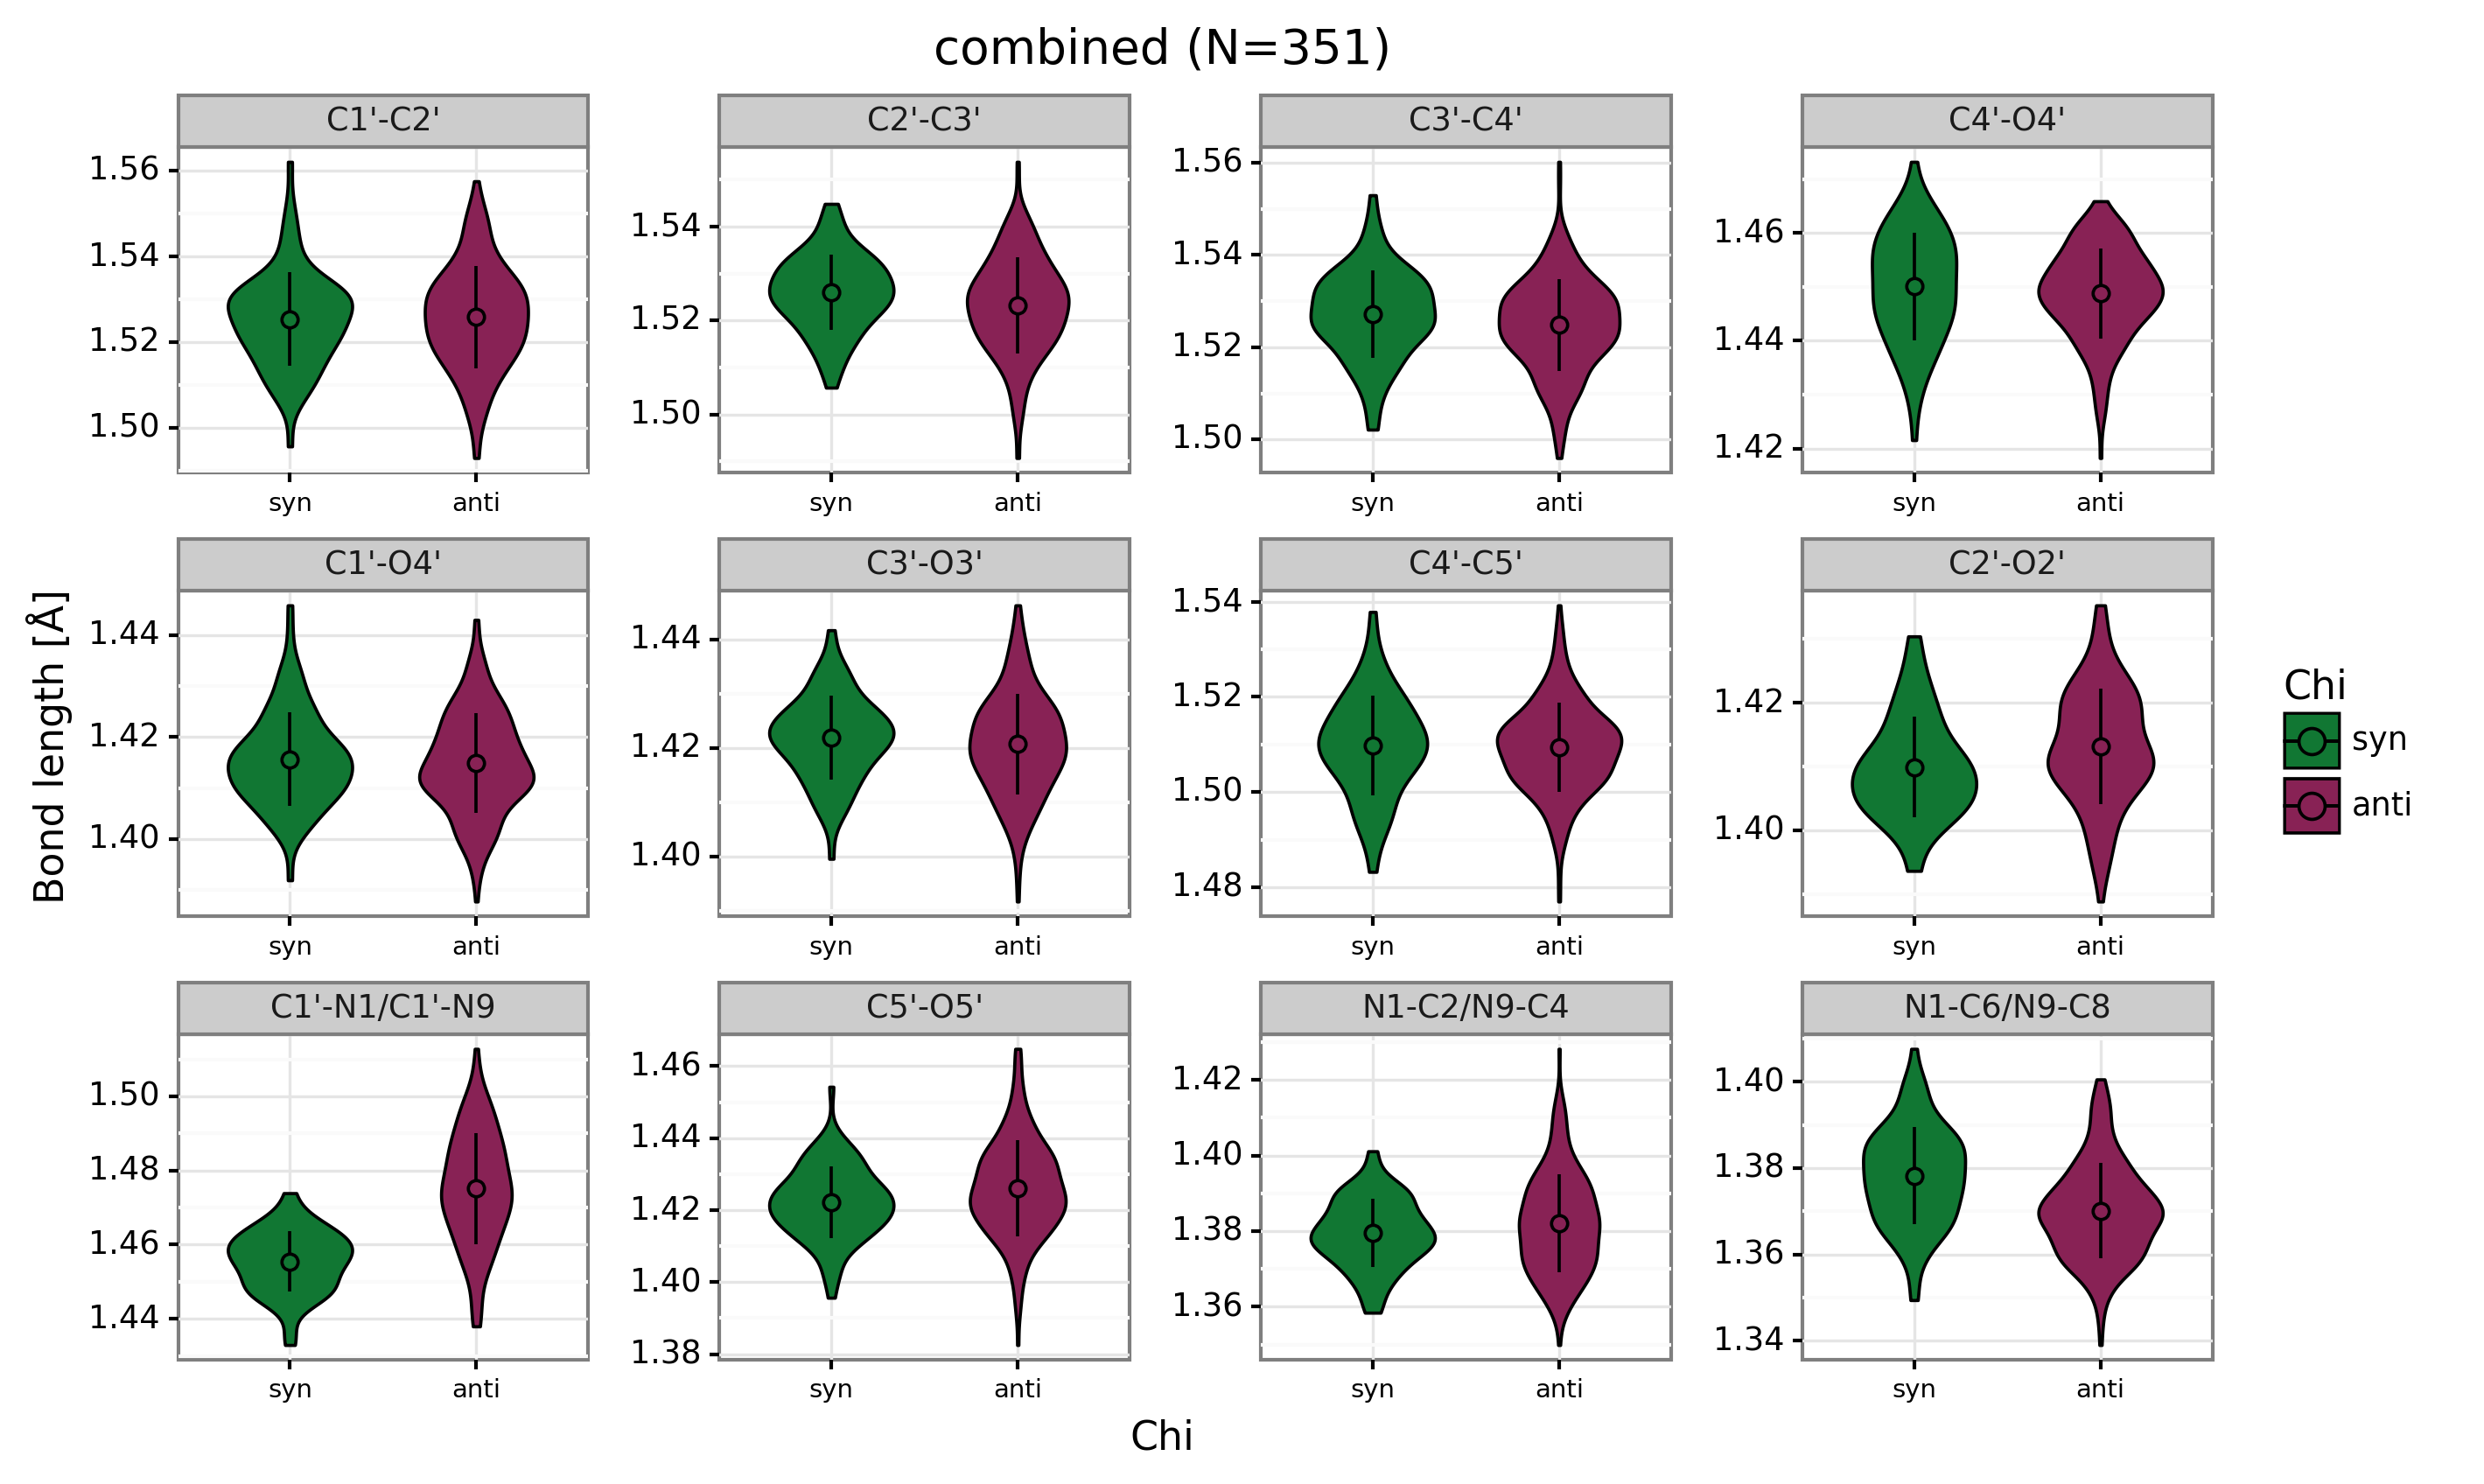 combined (N=351)
C1'-C2'
C2'-C3'
C3'-C4'
C4'-O4'
1.56
1.54
1.52
1.50
1.54
1.52
1.50
1.56
1.54
1.52
1.50
1.46
1.44
1.42
syn anti
syn anti
syn anti
syn anti
C1'-O4'
C3'-O3'
C4'-C5'
C2'-O2'
1.44
1.42
1.40
1.44
1.42
1.40
1.54
1.52
1.50
1.48
1.42
1.40
syn anti
syn anti
syn anti
syn anti
C1'-N1/C1'-N9
C5'-O5'
N1-C2/N9-C4
N1-C6/N9-C8
1.50
1.48
1.46
1.44
1.46
1.44
1.42
1.40
1.38
1.42
1.40
1.38
1.36
1.40
1.38
1.36
1.34
syn anti
syn anti
syn anti
syn anti
Bond length [Å]
Chi
Chi
syn
anti